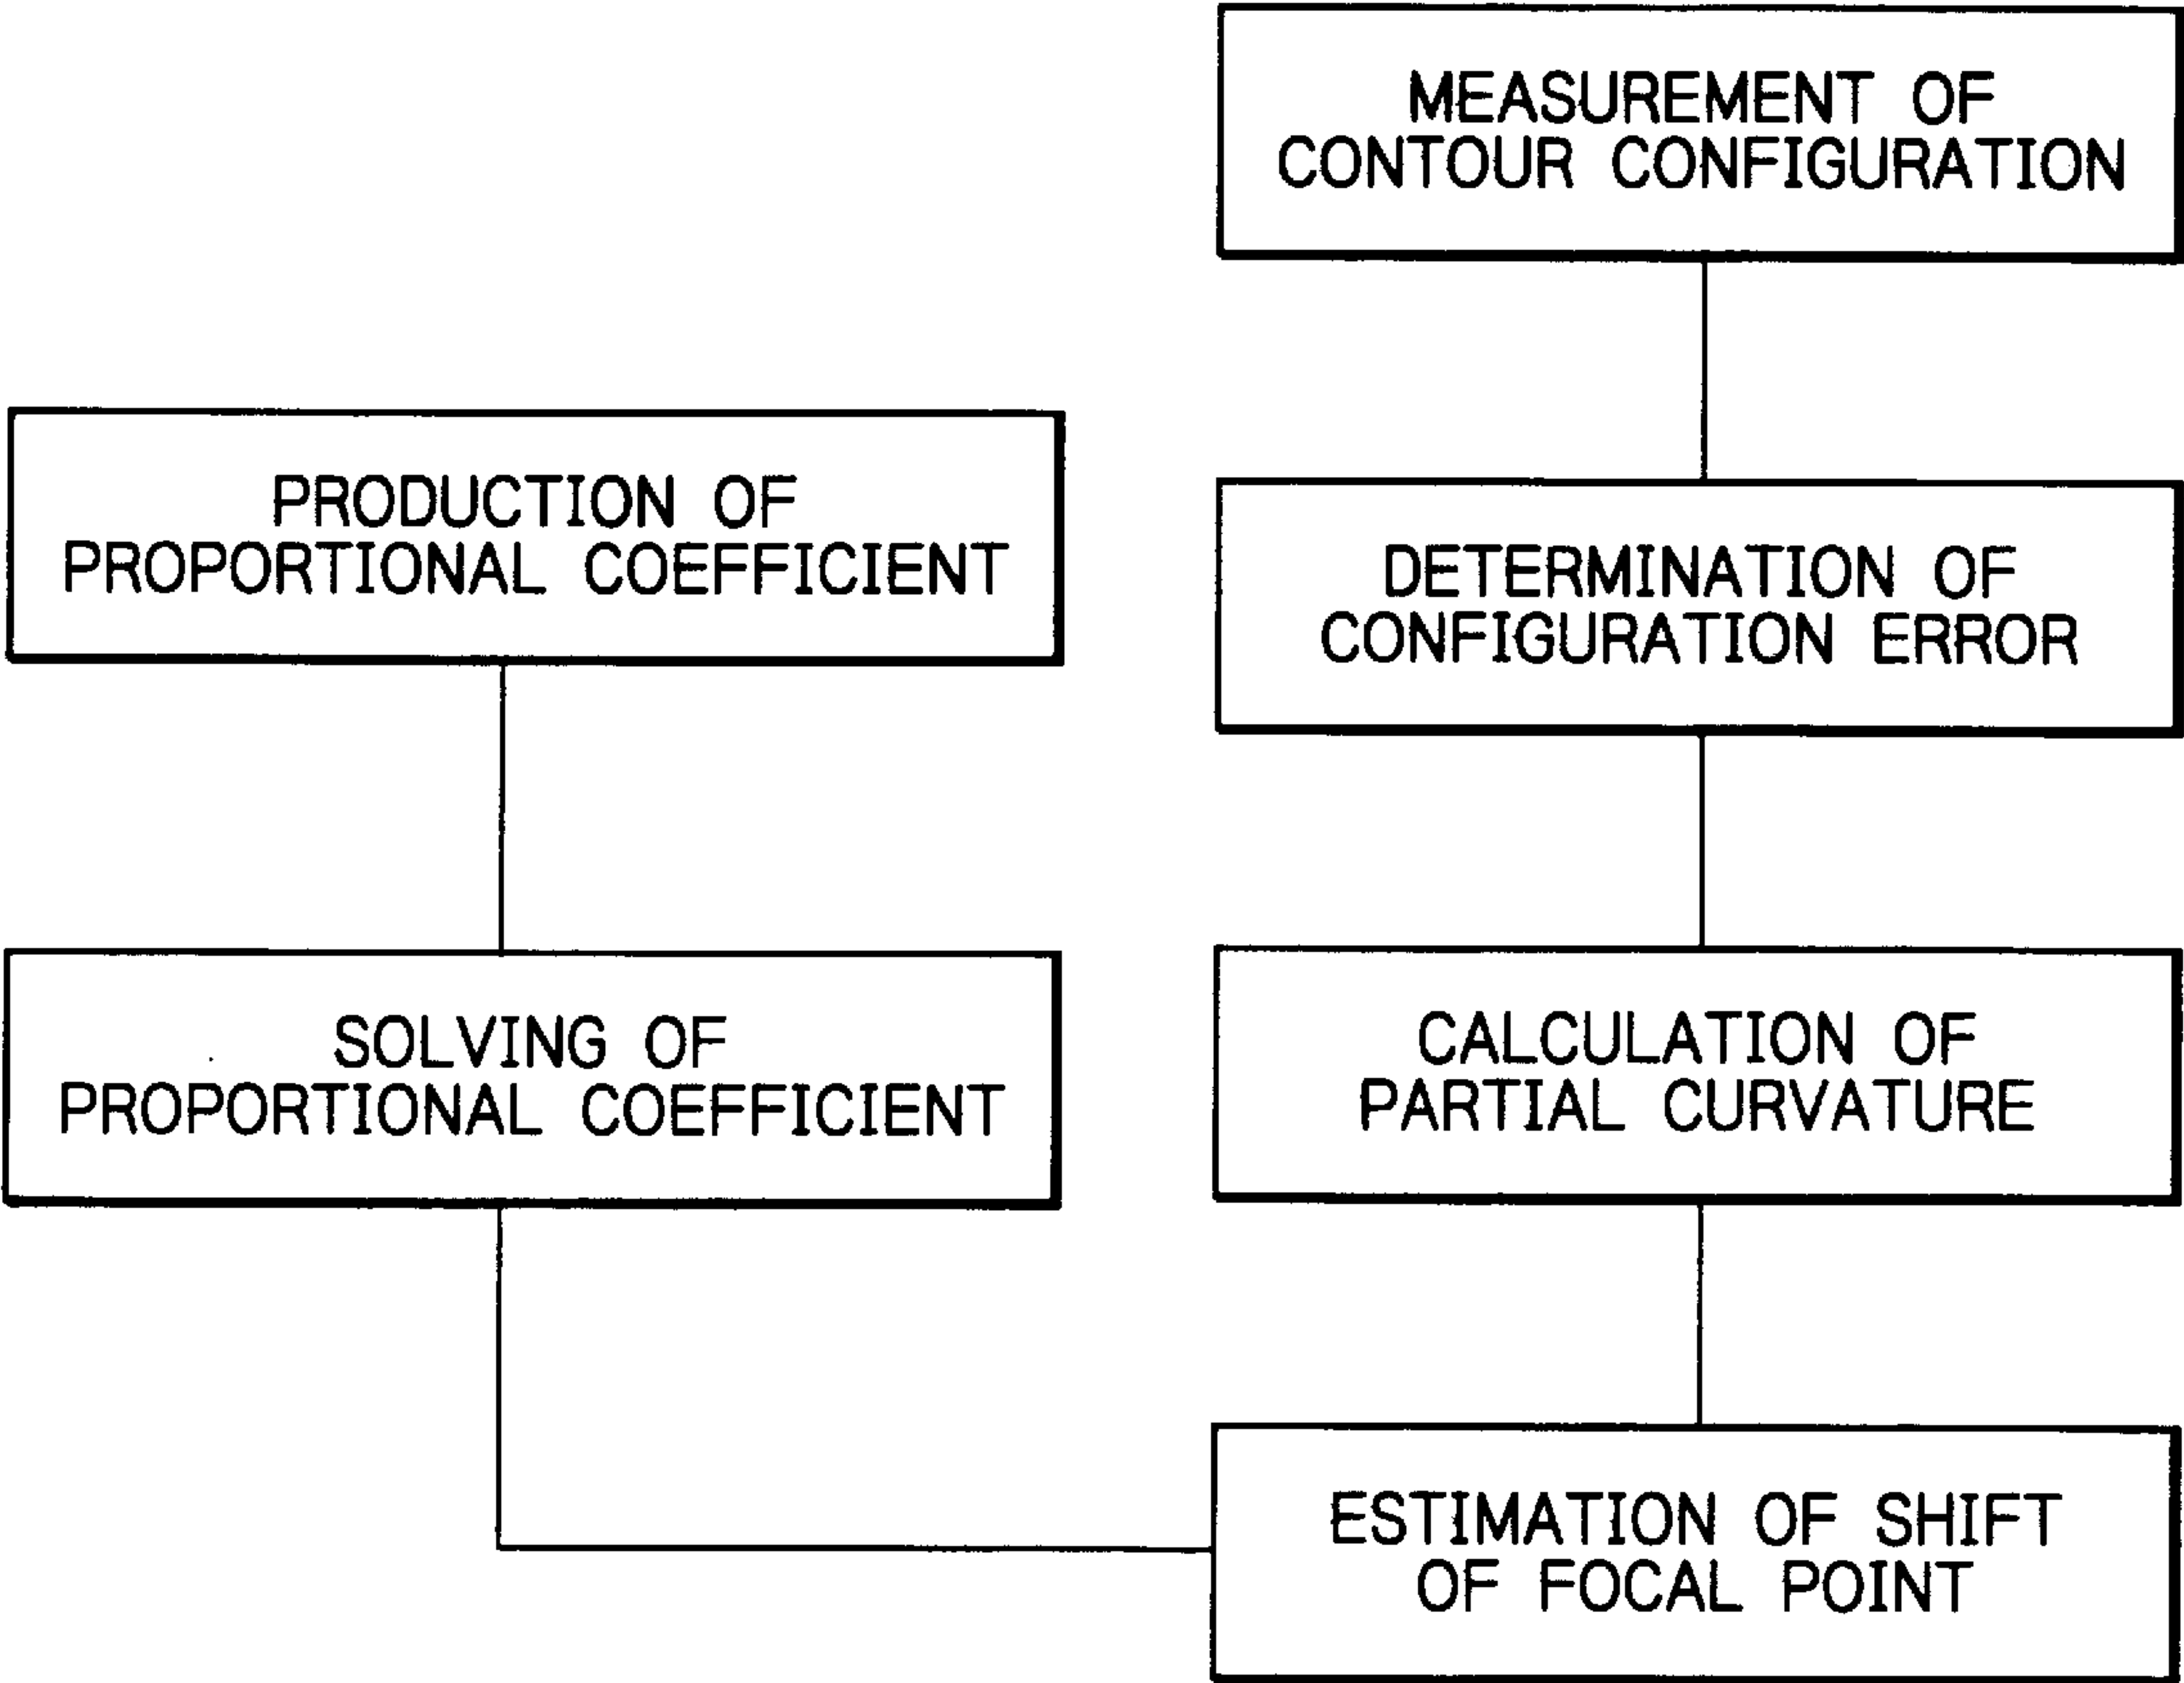 MEASUREMENT OF
CONTOUR CONFIGURATION
PRODUCTION OF
PROPORTIONAL COEFFICIENT
DETERMINATION OF
CONFIGURATION ERROR
SOLVING OF
PROPORTIONAL COEFFICIENT
CALCULATION OF
PARTIAL CURVATURE
ESTIMATION OF SHIFT
OF FOCAL POINT